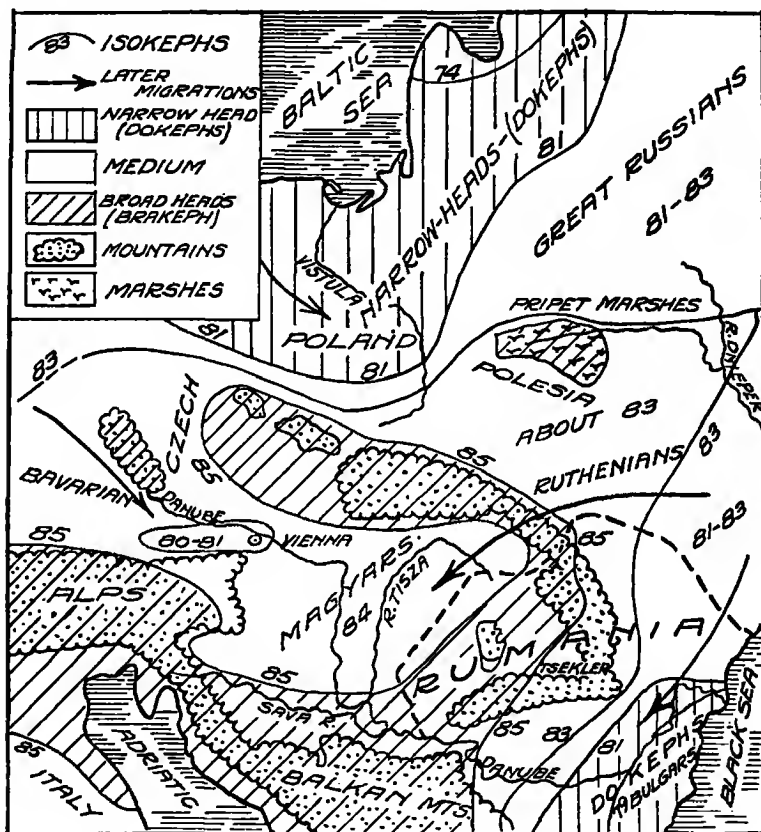 83 ISOKEPHS
LATER
MIGRATIONS
NARROW HEAD
(DOKEPHS)
MEDIUM
BROAD HEADS
(BRAKEPH)
MOUNTAINS
MARSHES
BALTIC
SEA
74
NARROW-HEADS-(DOKEPHS)
81
GREAT RUSSIANS
81-83
VISTULA
POLAND
81
81
PRIPET MARSHES
R. DNIEPER
POLESIA
ABOUT 83
83
83
CZECH
85
85
RUTHENIANS
BAVARIAN
DANUBE
80-81
VIENNA
85
81-83
85
ALPS
MAGYARS.
84
R. TISZA
RUMANIA
TSEKLER
85
SAVA R.
85
83
81
DANUBE
DOKEPHS
BULGARS
BLACK SEA
85
ITALY
ADRIATIC
BALKAN MTS.